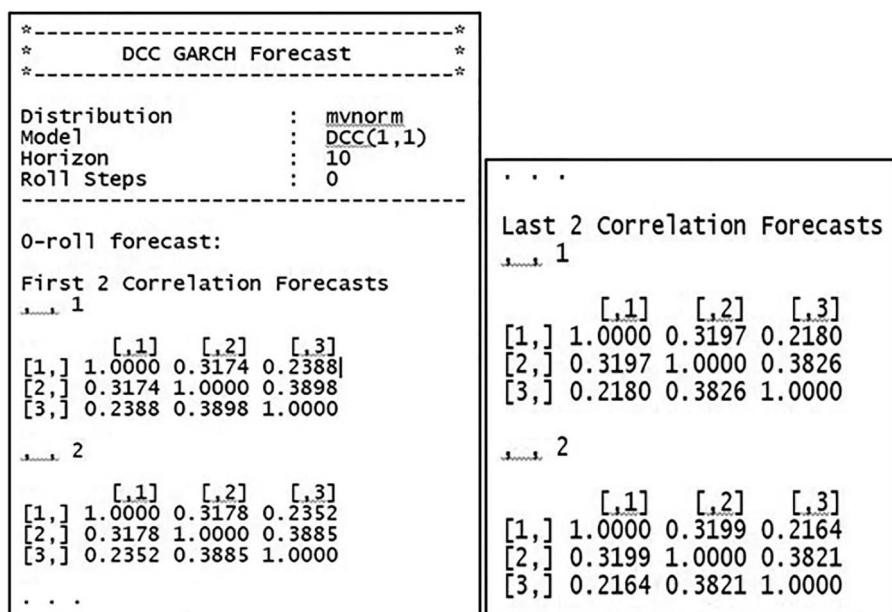 *----------------------------------*
*        DCC GARCH Forecast        *
*----------------------------------*
Distribution         :  mvnorm
Model                :  DCC(1,1)
Horizon              :  10
Roll Steps           :  0
-----------------------------------
0-roll forecast:
First 2 Correlation Forecasts
, , 1
       [,1]   [,2]   [,3]
[1,] 1.0000 0.3174 0.2388
[2,] 0.3174 1.0000 0.3898
[3,] 0.2388 0.3898 1.0000
, , 2
       [,1]   [,2]   [,3]
[1,] 1.0000 0.3178 0.2352
[2,] 0.3178 1.0000 0.3885
[3,] 0.2352 0.3885 1.0000
. . .
. . .
Last 2 Correlation Forecasts
, , 1
       [,1]   [,2]   [,3]
[1,] 1.0000 0.3197 0.2180
[2,] 0.3197 1.0000 0.3826
[3,] 0.2180 0.3826 1.0000
, , 2
       [,1]   [,2]   [,3]
[1,] 1.0000 0.3199 0.2164
[2,] 0.3199 1.0000 0.3821
[3,] 0.2164 0.3821 1.0000